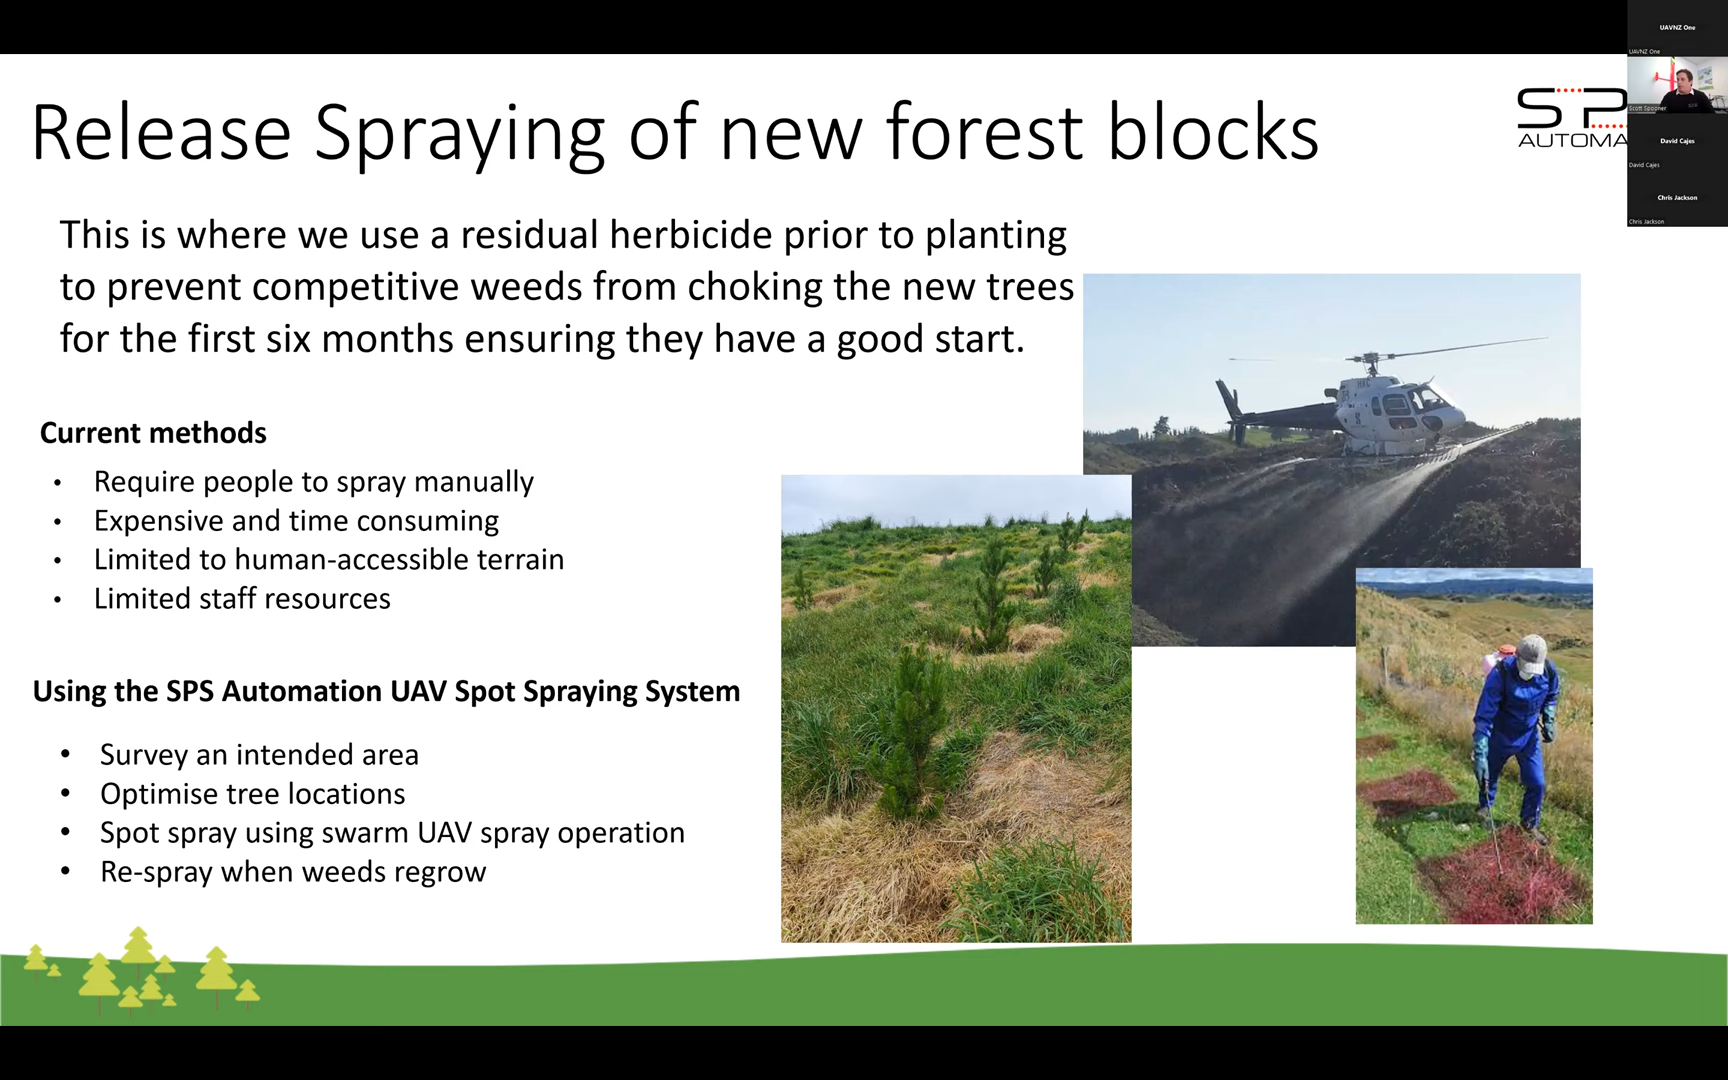 UAVNZ One
UAVNZ One
Scott Spooner
David Cajes
David Cajes
Chris Jackson
Chris Jackson
Release Spraying of new forest blocks
SP
AUTOMA
This is where we use a residual herbicide prior to planting
to prevent competitive weeds from choking the new trees
for the first six months ensuring they have a good start.
Current methods
• Require people to spray manually
• Expensive and time consuming
• Limited to human-accessible terrain
• Limited staff resources
Using the SPS Automation UAV Spot Spraying System
• Survey an intended area
• Optimise tree locations
• Spot spray using swarm UAV spray operation
• Re-spray when weeds regrow